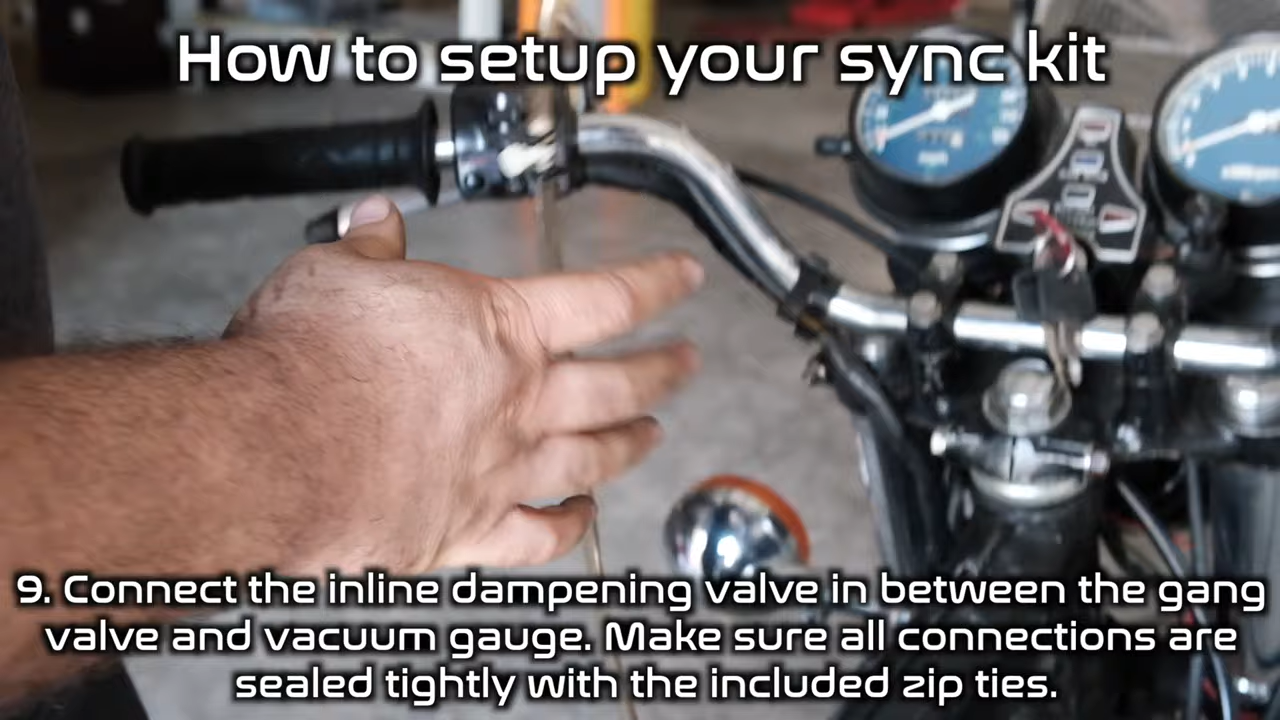 How to setup your sync kit
9. Connect the inline dampening valve in between the gang
valve and vacuum gauge. Make sure all connections are
sealed tightly with the included zip ties.